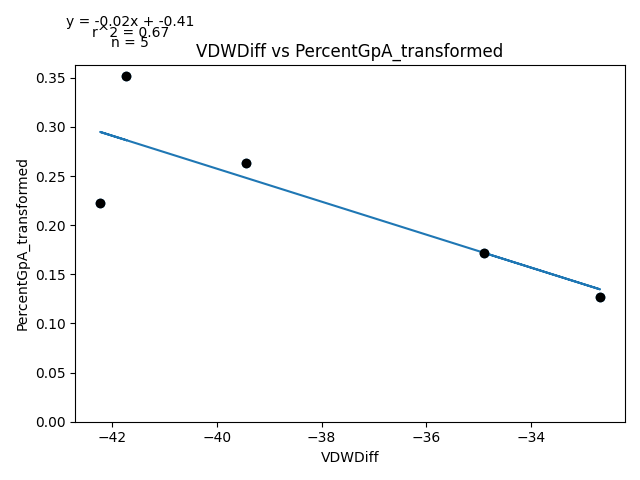 y = -0.02x + -0.41
r^2 = 0.67
n = 5
VDWDiff vs PercentGpA_transformed
0.35
0.30
0.25
0.20
0.15
0.10
0.05
0.00
PercentGpA_transformed
−42
−40
−38
−36
−34
VDWDiff